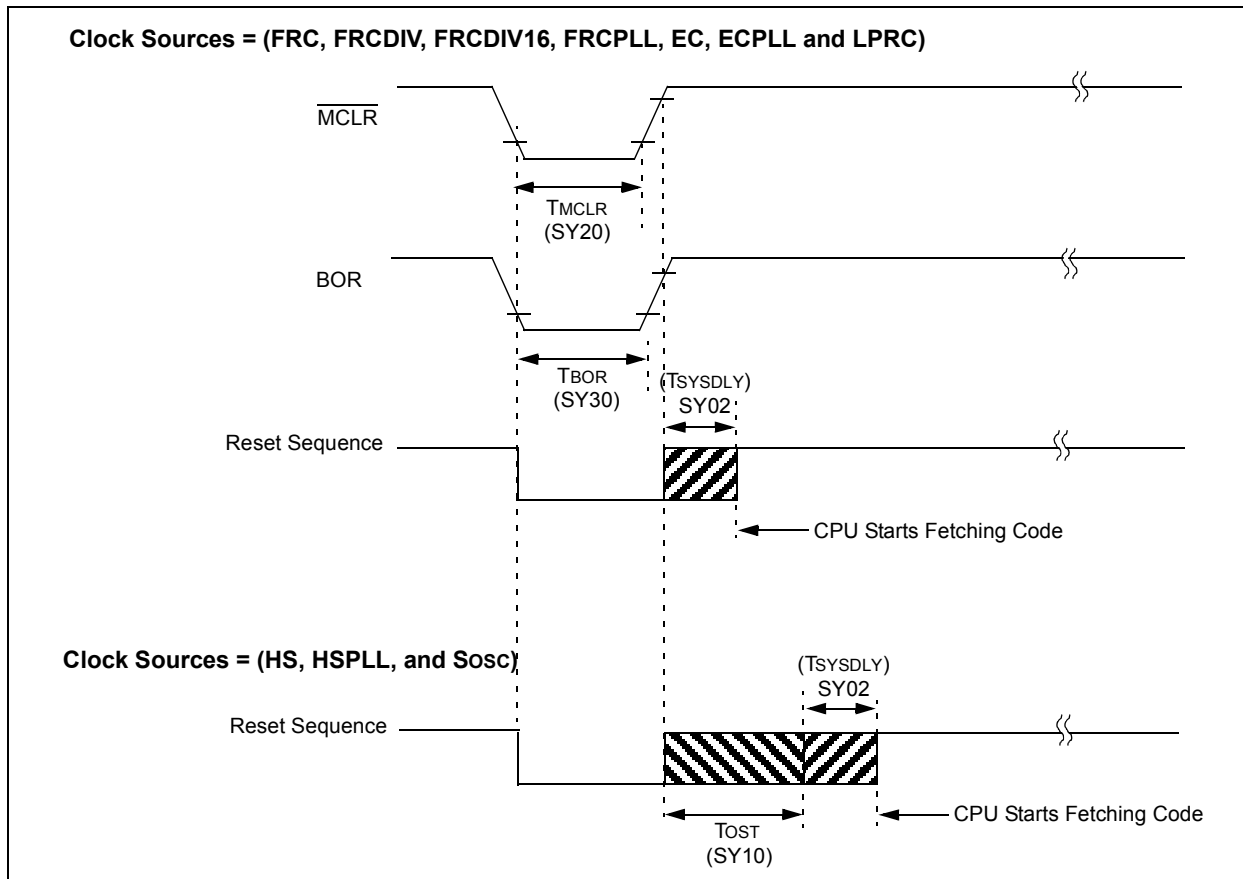 Clock Sources = (FRC, FRCDIV, FRCDIV16, FRCPLL, EC, ECPLL and LPRC)
MCLR
TMCLR
(SY20)
BOR
TBOR
(SY30)
(TSYSDLY)
SY02
Reset Sequence
CPU Starts Fetching Code
Clock Sources = (HS, HSPLL, and SOSC)
(TSYSDLY)
SY02
Reset Sequence
CPU Starts Fetching Code
TOST
(SY10)